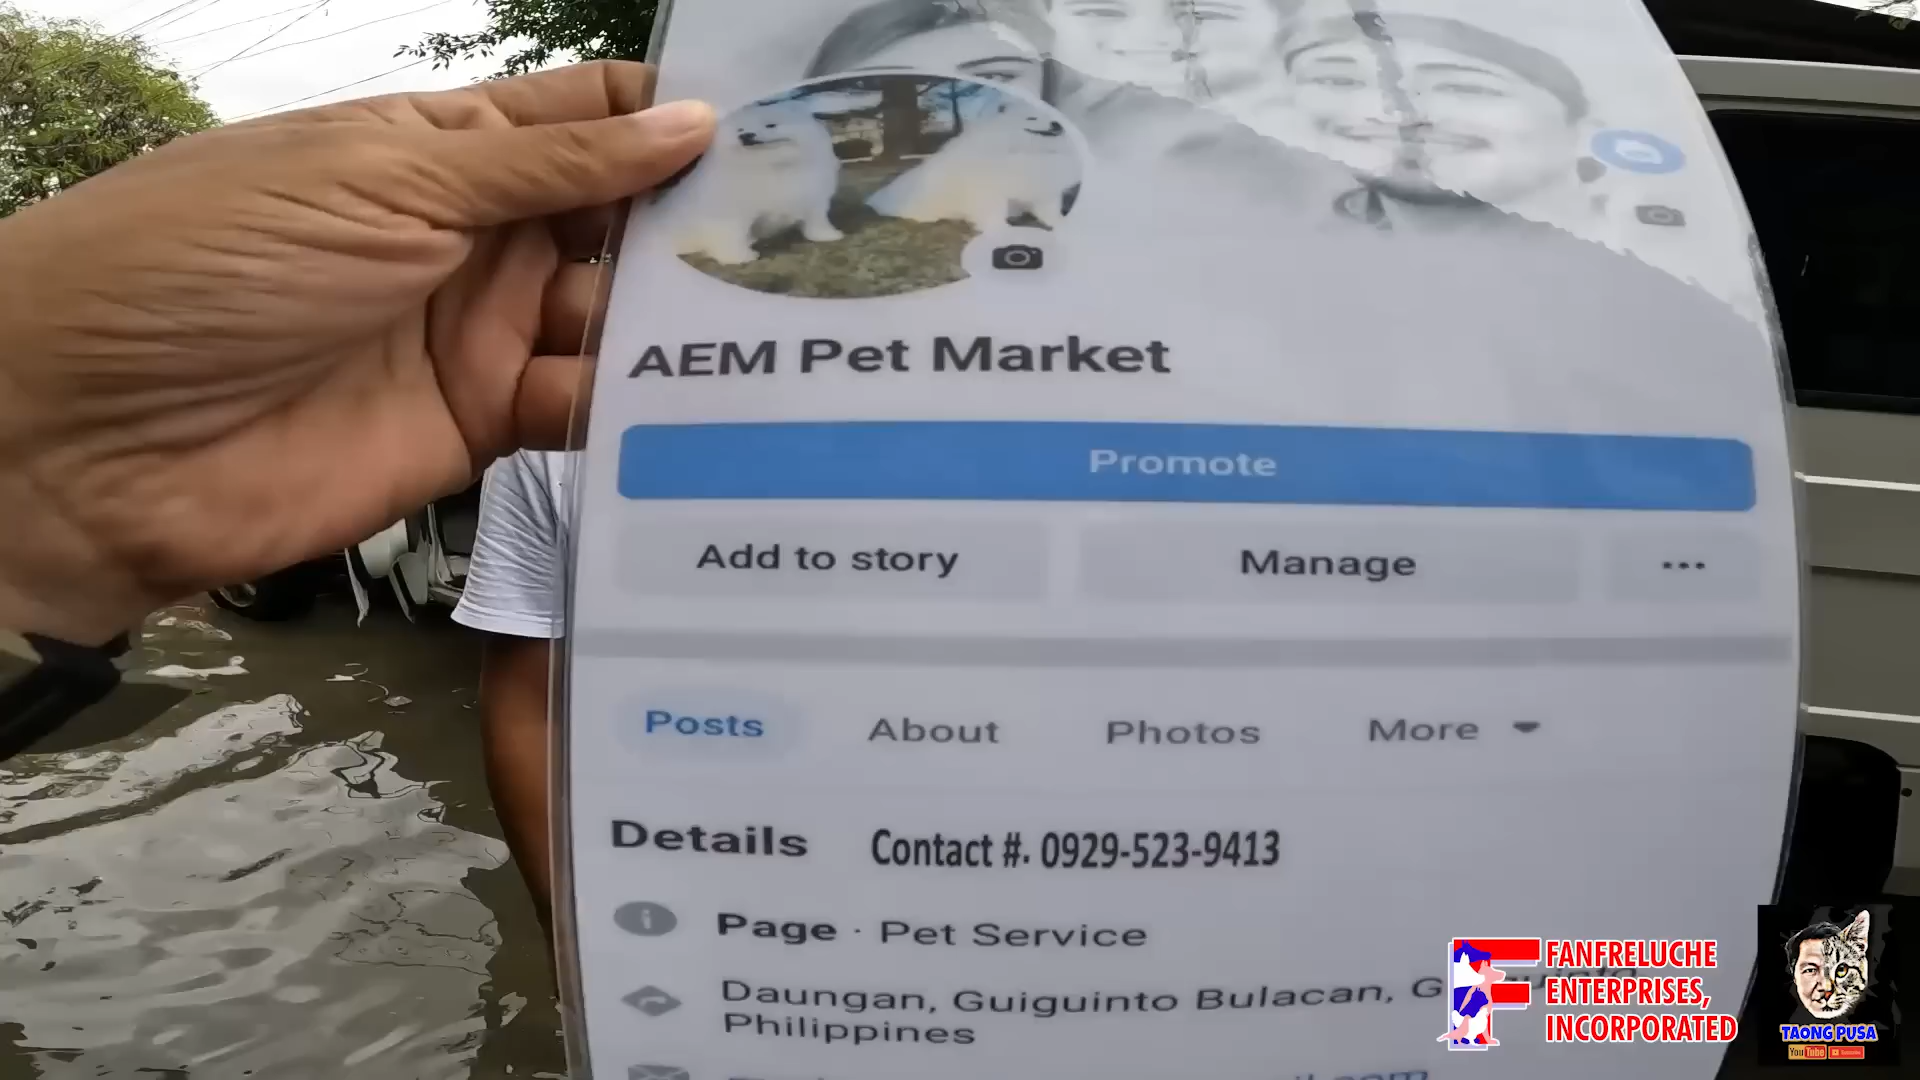 AEM Pet Market
Promote
Add to story
Manage
Posts
About
Photos
More
Details
Contact #. 0929-523-9413
Page · Pet Service
Daungan, Guiguinto Bulacan,
Philippines
FANFRELUCHE
ENTERPRISES,
INCORPORATED
TAONG PUSA
YouTube